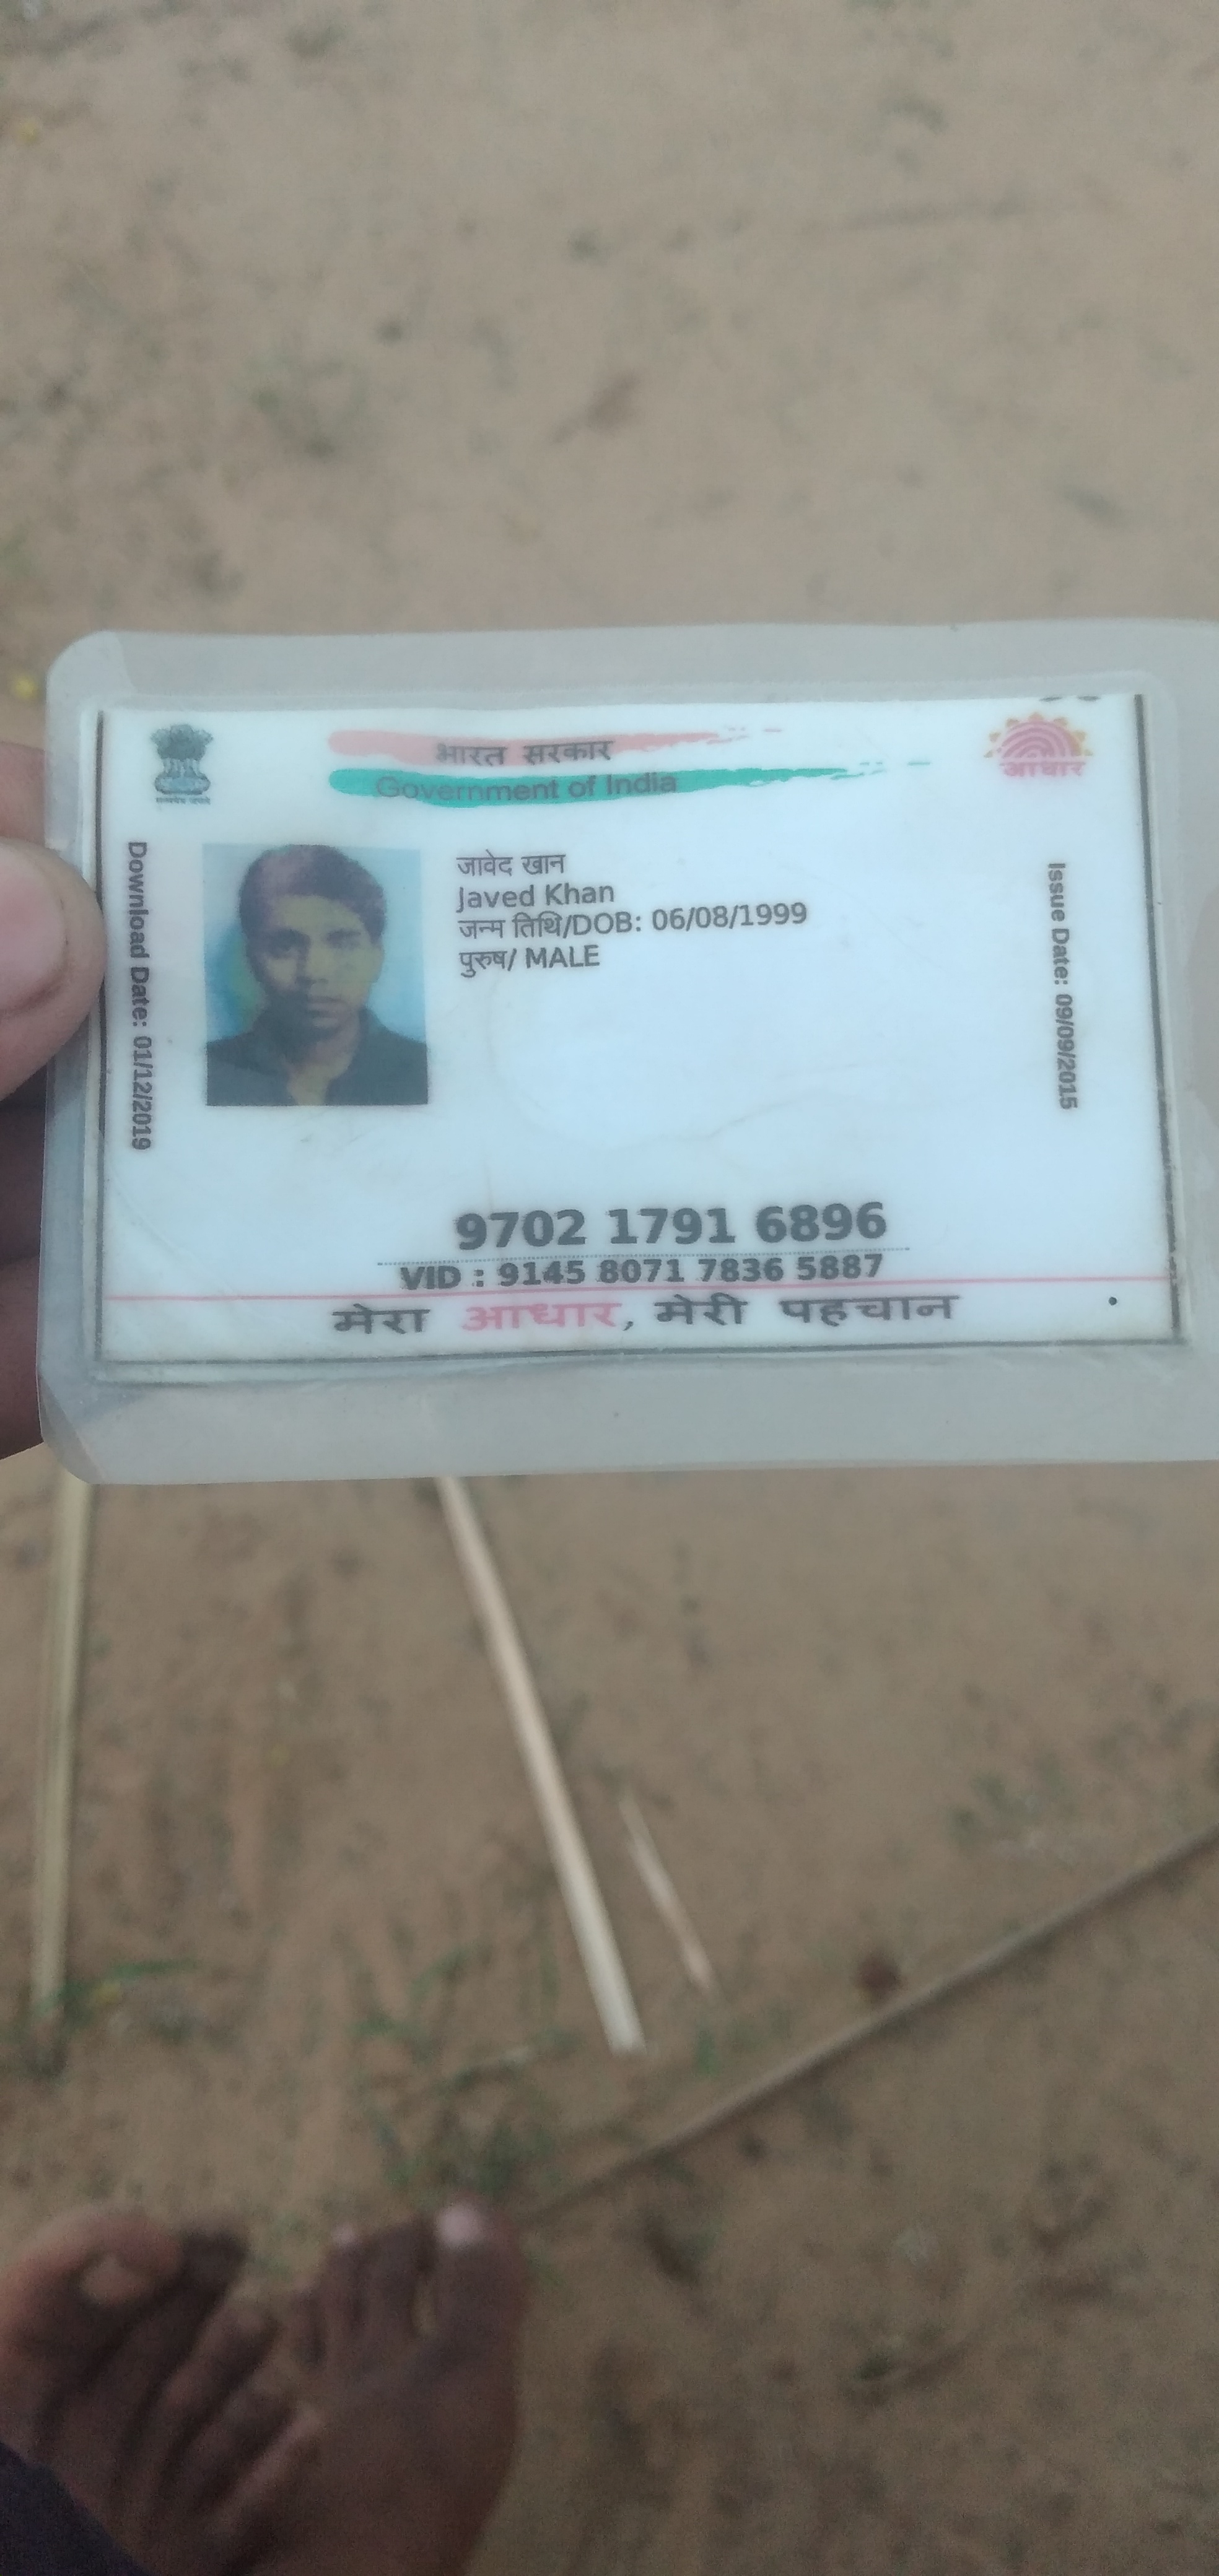 भारत सरकार
Government of India
आधार
Download Date: 01/12/2019
जावेद खान
Javed Khan
जन्म तिथि/DOB: 06/08/1999
पुरुष/ MALE
Issue Date: 09/09/2015
9702 1791 6896
VID : 9145 8071 7836 5887
मेरा आधार, मेरी पहचान